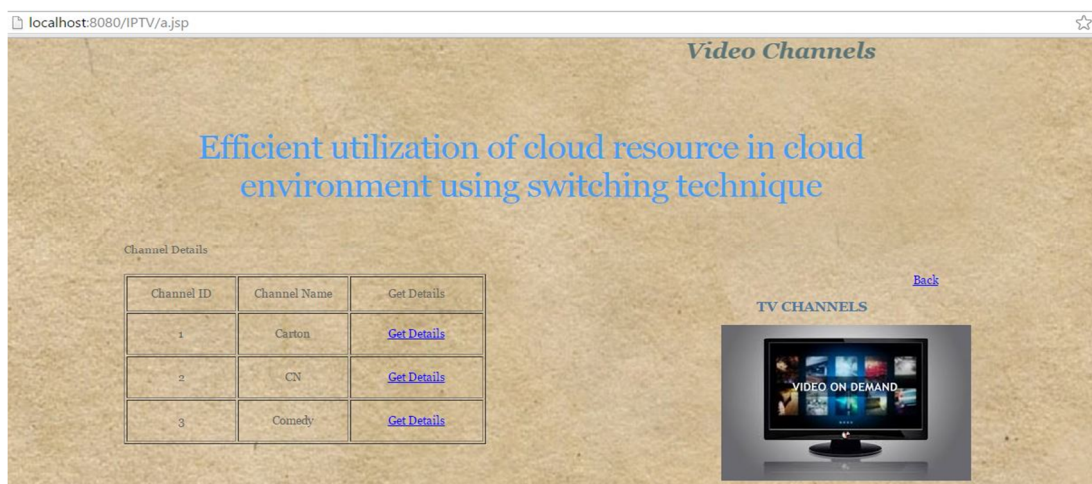 localhost:8080/IPTV/a.jsp
Video Channels
Efficient utilization of cloud resource in cloud
environment using switching technique
Channel Details
Channel ID Channel Name Get Details
1 Carton Get Details
2 CN Get Details
3 Comedy Get Details
Back
TV CHANNELS
VIDEO ON DEMAND